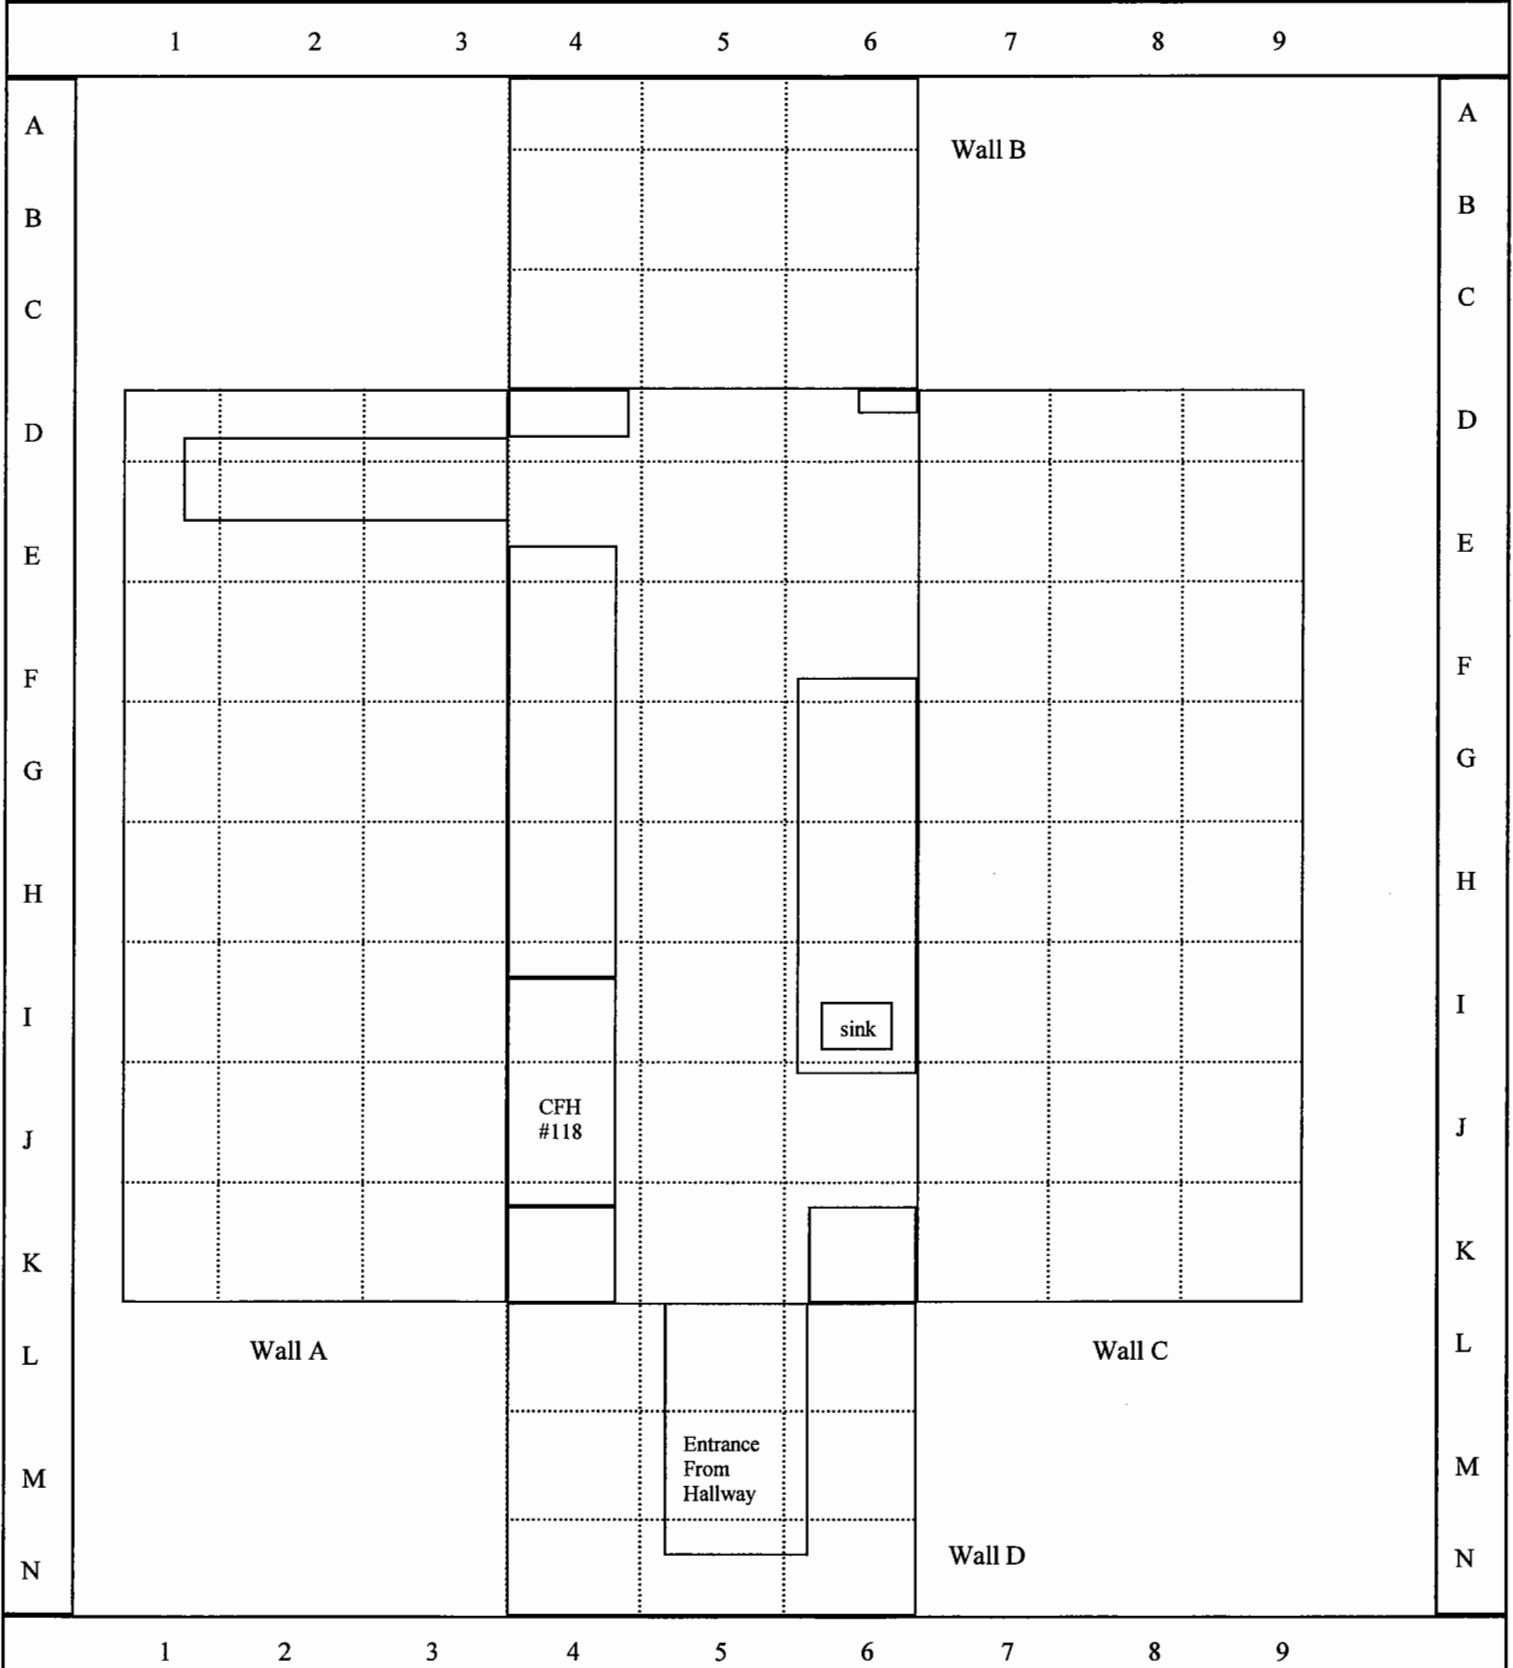 1 2 3 4 5 6 7 8 9
A A
Wall B
B B
C C
D D
E E
F F
G G
H H
I I
sink
CFH
#118
J J
K K
Wall A Wall C
L L
Entrance
From
Hallway
M M
Wall D
N N
1 2 3 4 5 6 7 8 9